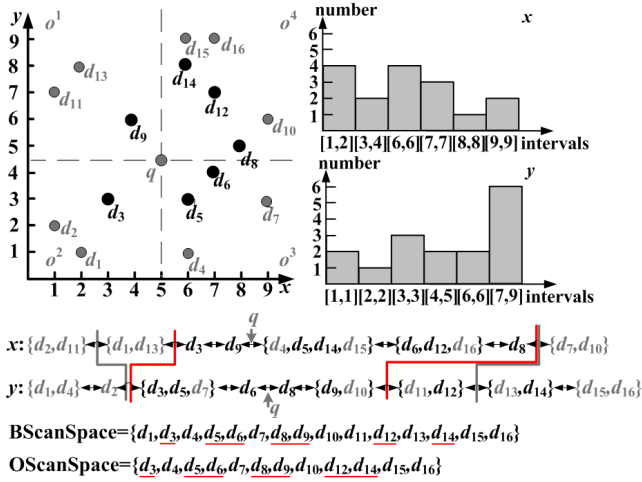 y o¹ o⁴
9 d₁₅ d₁₆
8 d₁₃ d₁₄
7 d₁₁ d₁₂
6 d₉ d₁₀
5 q d₈
4 d₆
3 d₃ d₅ d₇
2 d₂
1 o² d₁ d₄ o³
1 2 3 4 5 6 7 x 8 9
number x
6
5
4
3
2
1
[1,2] [3,4] [6,6] [7,7] [8,8] [9,9] intervals
number y
6
5
4
3
2
1
[1,1] [2,2] [3,3] [4,5] [6,6] [7,9] intervals
q
x: {d₂,d₁₁} {d₁,d₁₃} d₃ d₉ {d₄,d₅,d₁₄,d₁₅} {d₆,d₁₂,d₁₆} d₈ {d₇,d₁₀}
y: {d₁,d₄} d₂ {d₃,d₅,d₇} d₆ d₈ {d₉,d₁₀} {d₁₁,d₁₂} {d₁₃,d₁₄} {d₁₅,d₁₆}
q
BScanSpace={d₁,d₃,d₄,d₅,d₆,d₇,d₈,d₉,d₁₀,d₁₁,d₁₂,d₁₃,d₁₄,d₁₅,d₁₆}
OScanSpace={d₃,d₄,d₅,d₆,d₇,d₈,d₉,d₁₀,d₁₂,d₁₄,d₁₅,d₁₆}